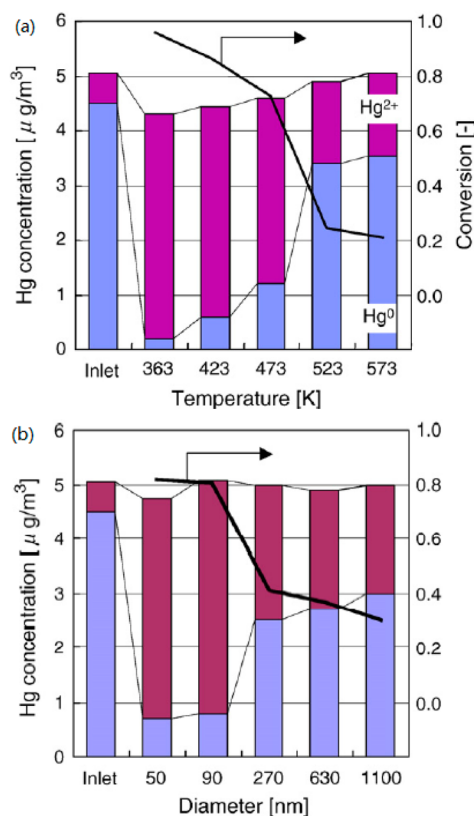 (a)
6
5
4
3
2
1
0
Hg concentration [ μ g/m³]
1.0
0.8
0.6
0.4
0.2
0.0
Conversion [-]
Hg²⁺
Hg⁰
Inlet 363 423 473 523 573
Temperature [K]
(b)
6
5
4
3
2
1
0
Hg concentration [ μ g/m³]
1.0
0.8
0.6
0.4
0.2
0.0
Inlet 50 90 270 630 1100
Diameter [nm]